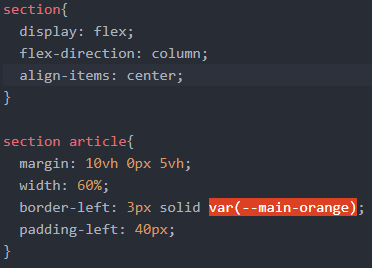 section{
  display: flex;
  flex-direction: column;
  align-items: center;
}

section article{
  margin: 10vh 0px 5vh;
  width: 60%;
  border-left: 3px solid var(--main-orange);
  padding-left: 40px;
}